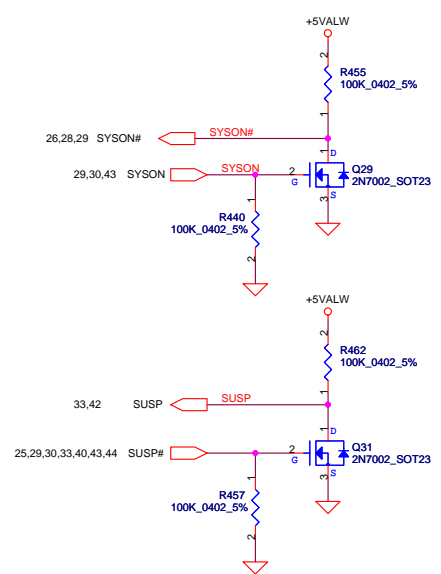 +5VALW
2
R455
100K_0402_5%
1
26,28,29 SYSON# SYSON#
1
D
29,30,43 SYSON SYSON 2 Q29
G 2N7002_SOT23
S
3
1
R440
100K_0402_5%
2
+5VALW
2
R462
100K_0402_5%
1
33,42 SUSP SUSP
1
D
25,29,30,33,40,43,44 SUSP# 2 Q31
G 2N7002_SOT23
S
3
1
R457
100K_0402_5%
2